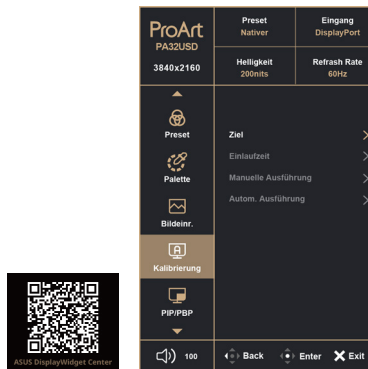 ProArt
PA32USD
3840x2160
Preset
Nativer
Eingang
DisplayPort
Helligkeit
200nits
Refrash Rate
60Hz
Preset
Palette
Bildeinr.
Kalibrierung
PIP/PBP
Ziel
Einlaufzeit
Manuelle Ausführung
Autom. Ausführung
100
Back
Enter
Exit
ASUS DisplayWidget Center